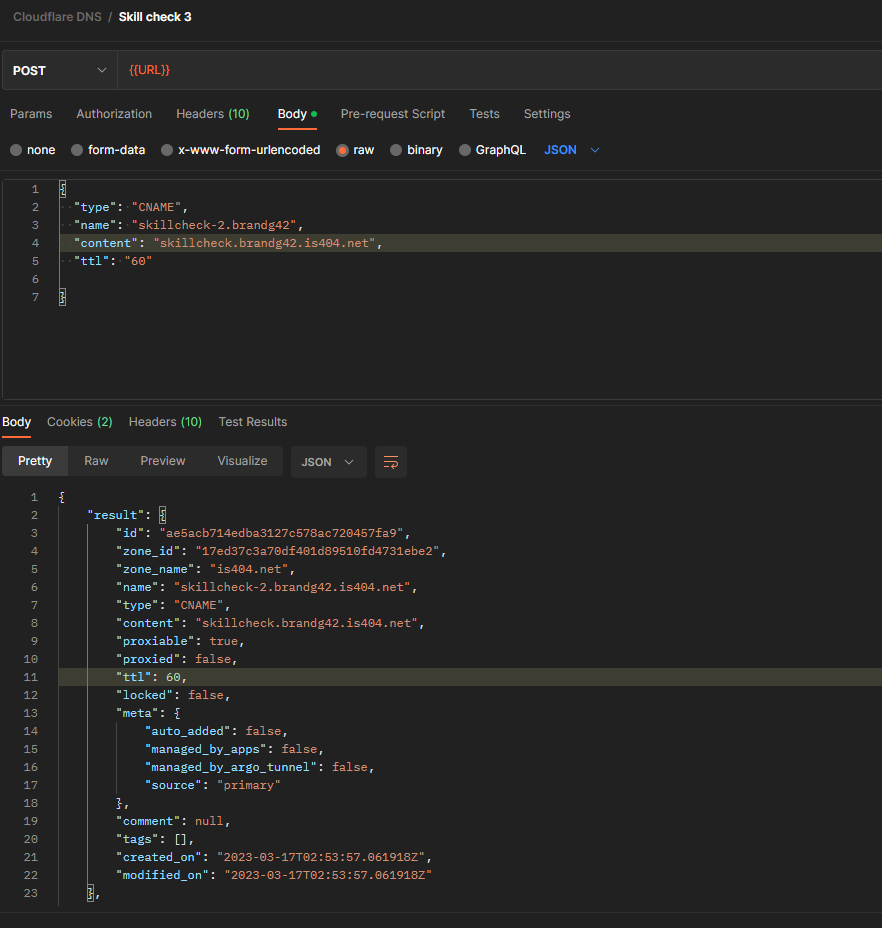 Cloudflare DNS / Skill check 3
POST {{URL}}
Params Authorization Headers (10) Body Pre-request Script Tests Settings
none form-data x-www-form-urlencoded raw binary GraphQL JSON
1 {
2 "type": "CNAME",
3 "name": "skillcheck-2.brandg42",
4 "content": "skillcheck.brandg42.is404.net",
5 "ttl": "60"
6
7 }
Body Cookies (2) Headers (10) Test Results
Pretty Raw Preview Visualize JSON
1 {
2 "result": {
3 "id": "ae5acb714edba3127c578ac720457fa9",
4 "zone_id": "17ed37c3a70df401d89510fd4731ebe2",
5 "zone_name": "is404.net",
6 "name": "skillcheck-2.brandg42.is404.net",
7 "type": "CNAME",
8 "content": "skillcheck.brandg42.is404.net",
9 "proxiable": true,
10 "proxied": false,
11 "ttl": 60,
12 "locked": false,
13 "meta": {
14 "auto_added": false,
15 "managed_by_apps": false,
16 "managed_by_argo_tunnel": false,
17 "source": "primary"
18 },
19 "comment": null,
20 "tags": [],
21 "created_on": "2023-03-17T02:53:57.061918Z",
22 "modified_on": "2023-03-17T02:53:57.061918Z"
23 },